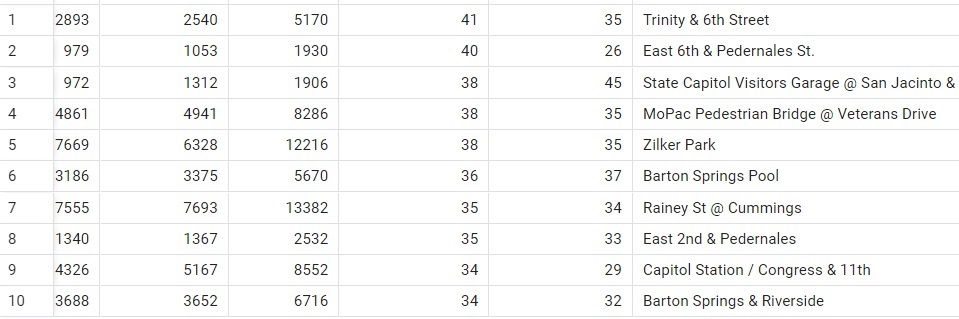 1 2893 2540 5170 41 35 Trinity & 6th Street
2 979 1053 1930 40 26 East 6th & Pedernales St.
3 972 1312 1906 38 45 State Capitol Visitors Garage @ San Jacinto &
4 4861 4941 8286 38 35 MoPac Pedestrian Bridge @ Veterans Drive
5 7669 6328 12216 38 35 Zilker Park
6 3186 3375 5670 36 37 Barton Springs Pool
7 7555 7693 13382 35 34 Rainey St @ Cummings
8 1340 1367 2532 35 33 East 2nd & Pedernales
9 4326 5167 8552 34 29 Capitol Station / Congress & 11th
10 3688 3652 6716 34 32 Barton Springs & Riverside